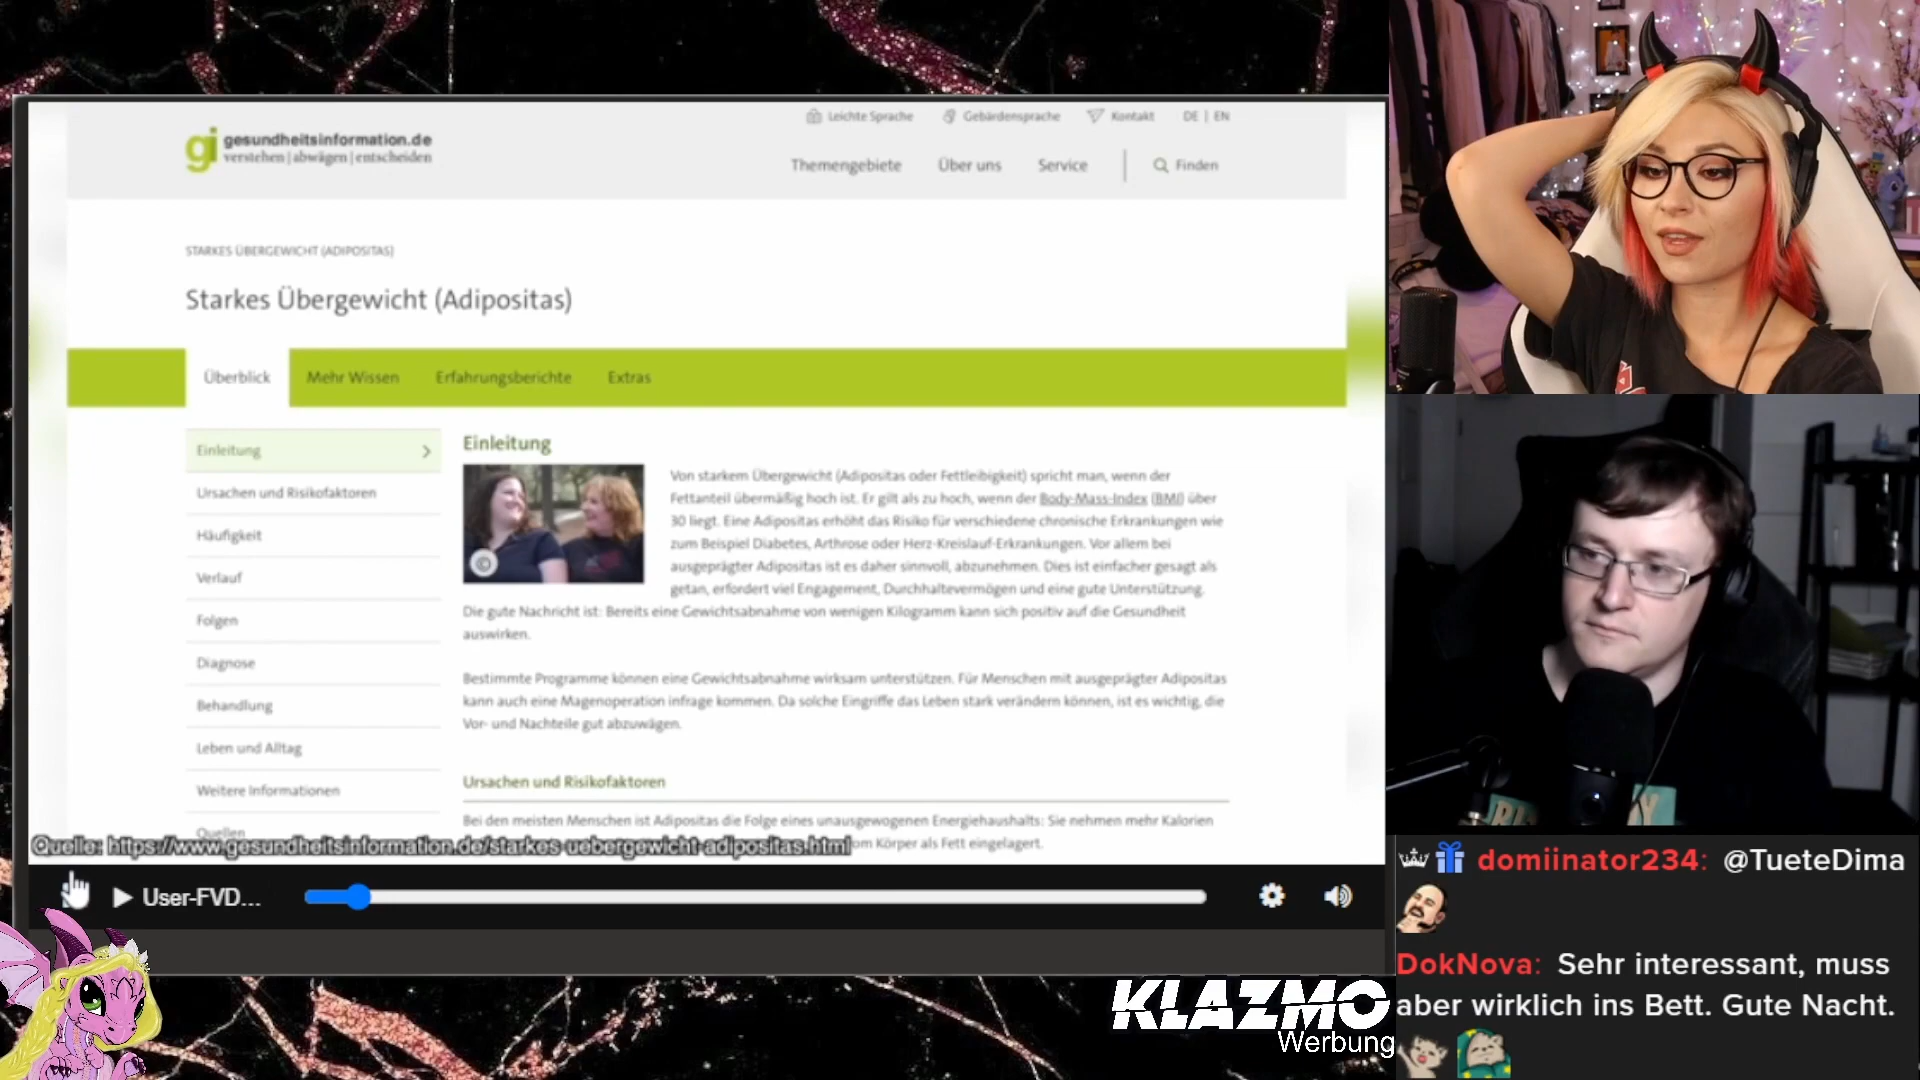 Leichte Sprache
Gebärdensprache
Kontakt
DE | EN
gi gesundheitsinformation.de
verstehen | abwägen | entscheiden
Themengebiete
Über uns
Service
Finden
STARKES ÜBERGEWICHT (ADIPOSITAS)
Starkes Übergewicht (Adipositas)
Überblick
Mehr Wissen
Erfahrungsberichte
Extras
Einleitung
Ursachen und Risikofaktoren
Häufigkeit
Verlauf
Folgen
Diagnose
Behandlung
Leben und Alltag
Weitere Informationen
Quellen
Einleitung
©
Von starkem Übergewicht (Adipositas oder Fettleibigkeit) spricht man, wenn der
Fettanteil übermäßig hoch ist. Er gilt als zu hoch, wenn der Body-Mass-Index (BMI) über
30 liegt. Eine Adipositas erhöht das Risiko für verschiedene chronische Erkrankungen wie
zum Beispiel Diabetes, Arthrose oder Herz-Kreislauf-Erkrankungen. Vor allem bei
ausgeprägter Adipositas ist es daher sinnvoll, abzunehmen. Dies ist einfacher gesagt als
getan, erfordert viel Engagement, Durchhaltevermögen und eine gute Unterstützung.
Die gute Nachricht ist: Bereits eine Gewichtsabnahme von wenigen Kilogramm kann sich positiv auf die Gesundheit
auswirken.
Bestimmte Programme können eine Gewichtsabnahme wirksam unterstützen. Für Menschen mit ausgeprägter Adipositas
kann auch eine Magenoperation infrage kommen. Da solche Eingriffe das Leben stark verändern können, ist es wichtig, die
Vor- und Nachteile gut abzuwägen.
Ursachen und Risikofaktoren
Bei den meisten Menschen ist Adipositas die Folge eines unausgewogenen Energiehaushalts: Sie nehmen mehr Kalorien
om Körper als Fett eingelagert.
Quelle: https://www.gesundheitsinformation.de/starkes-uebergewicht-adipositas.html
User-FVD...
KLAZMO
Werbung
domiinator234: @TueteDima
DokNova: Sehr interessant, muss
aber wirklich ins Bett. Gute Nacht.